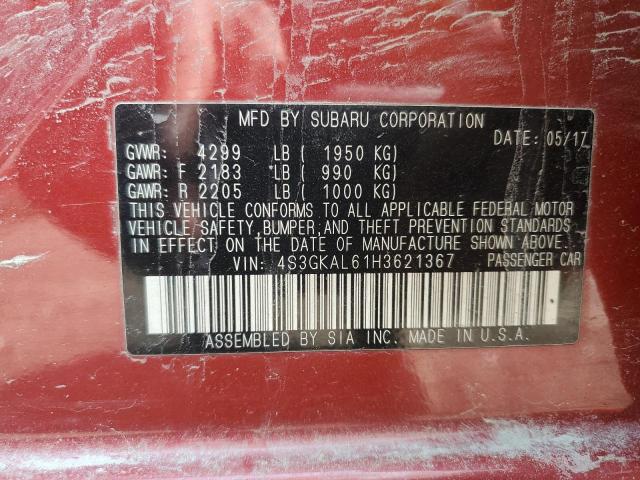 MFD BY SUBARU CORPORATION
DATE: 05/17
GVWR: 4299 LB ( 1950 KG)
GAWR: F 2183 LB ( 990 KG)
GAWR: R 2205 LB ( 1000 KG)
THIS VEHICLE CONFORMS TO ALL APPLICABLE FEDERAL MOTOR
VEHICLE SAFETY,BUMPER,AND THEFT PREVENTION STANDARDS
IN EFFECT ON THE DATE OF MANUFACTURE SHOWN ABOVE.
VIN: 4S3GKAL61H3621367 PASSENGER CAR
ASSEMBLED BY SIA INC. MADE IN U.S.A.